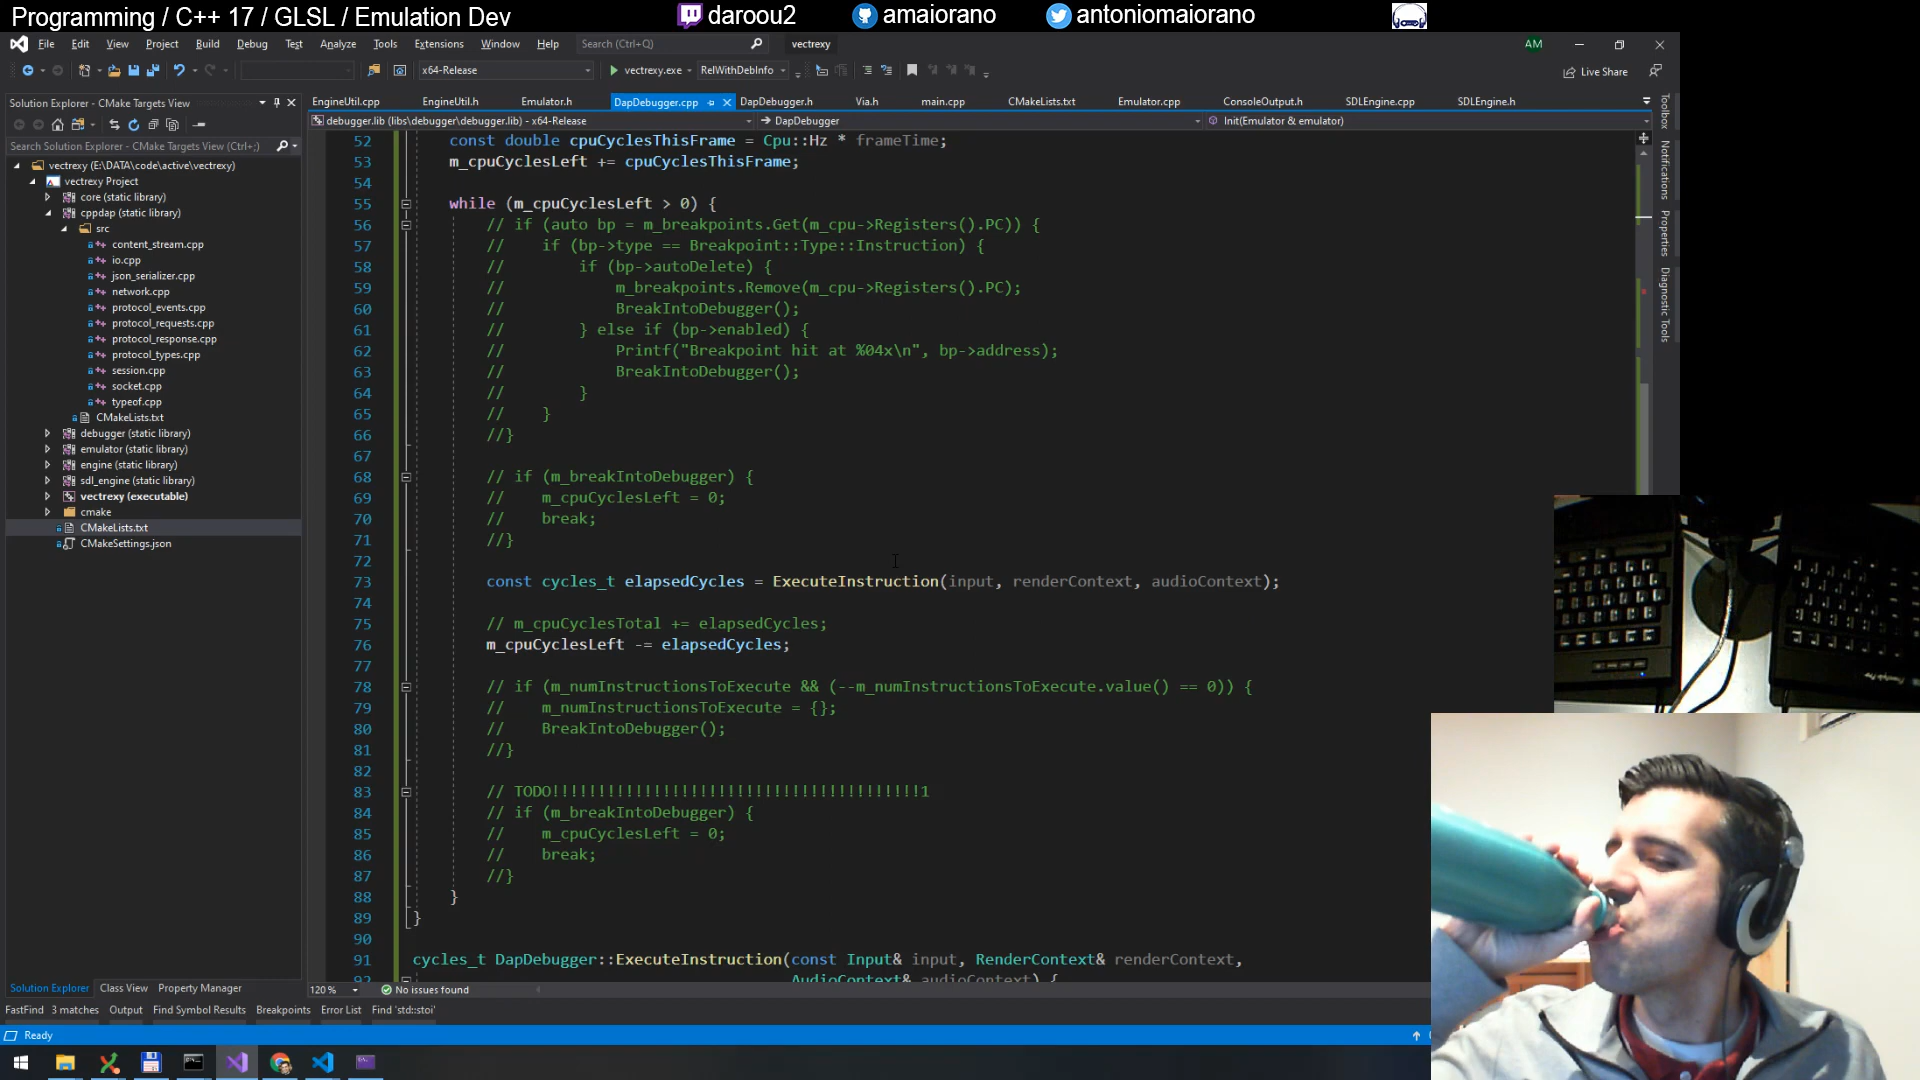 Programming / C++ 17 / GLSL / Emulation Dev
daroou2
amaiorano
antoniomaiorano
File Edit View Project Build Debug Test Analyze Tools Extensions Window Help Search (Ctrl+Q) vectrexy AM
x64-Release vectrexy.exe RelWithDebInfo Live Share
Solution Explorer - CMake Targets View
EngineUtil.cpp EngineUtil.h Emulator.h DapDebugger.cpp DapDebugger.h Via.h main.cpp CMakeLists.txt Emulator.cpp ConsoleOutput.h SDLEngine.cpp SDLEngine.h
debugger.lib (libs\debugger\debugger.lib) - x64-Release DapDebugger Init(Emulator & emulator)
Search Solution Explorer - CMake Targets View (Ctrl+;)
vectrexy (E:\DATA\code\active\vectrexy)
vectrexy Project
core (static library)
cppdap (static library)
src
content_stream.cpp
io.cpp
json_serializer.cpp
network.cpp
protocol_events.cpp
protocol_requests.cpp
protocol_response.cpp
protocol_types.cpp
session.cpp
socket.cpp
typeof.cpp
CMakeLists.txt
debugger (static library)
emulator (static library)
engine (static library)
sdl_engine (static library)
vectrexy (executable)
cmake
CMakeLists.txt
CMakeSettings.json
52 const double cpuCyclesThisFrame = Cpu::Hz * frameTime;
53 m_cpuCyclesLeft += cpuCyclesThisFrame;
54
55 while (m_cpuCyclesLeft > 0) {
56 // if (auto bp = m_breakpoints.Get(m_cpu->Registers().PC)) {
57 // if (bp->type == Breakpoint::Type::Instruction) {
58 // if (bp->autoDelete) {
59 // m_breakpoints.Remove(m_cpu->Registers().PC);
60 // BreakIntoDebugger();
61 // } else if (bp->enabled) {
62 // Printf("Breakpoint hit at %04x\n", bp->address);
63 // BreakIntoDebugger();
64 // }
65 // }
66 //}
67
68 // if (m_breakIntoDebugger) {
69 // m_cpuCyclesLeft = 0;
70 // break;
71 //}
72
73 const cycles_t elapsedCycles = ExecuteInstruction(input, renderContext, audioContext);
74
75 // m_cpuCyclesTotal += elapsedCycles;
76 m_cpuCyclesLeft -= elapsedCycles;
77
78 // if (m_numInstructionsToExecute && (--m_numInstructionsToExecute.value() == 0)) {
79 // m_numInstructionsToExecute = {};
80 // BreakIntoDebugger();
81 //}
82
83 // TODO!!!!!!!!!!!!!!!!!!!!!!!!!!!!!!!!!!!!!!!!1
84 // if (m_breakIntoDebugger) {
85 // m_cpuCyclesLeft = 0;
86 // break;
87 //}
88 }
89 }
90
91 cycles_t DapDebugger::ExecuteInstruction(const Input& input, RenderContext& renderContext,
92 AudioContext& audioContext) {
Toolbox
Notifications
Properties
Diagnostic Tools
Solution Explorer Class View Property Manager 120 % No issues found
FastFind 3 matches Output Find Symbol Results Breakpoints Error List Find 'std::stoi'
Ready